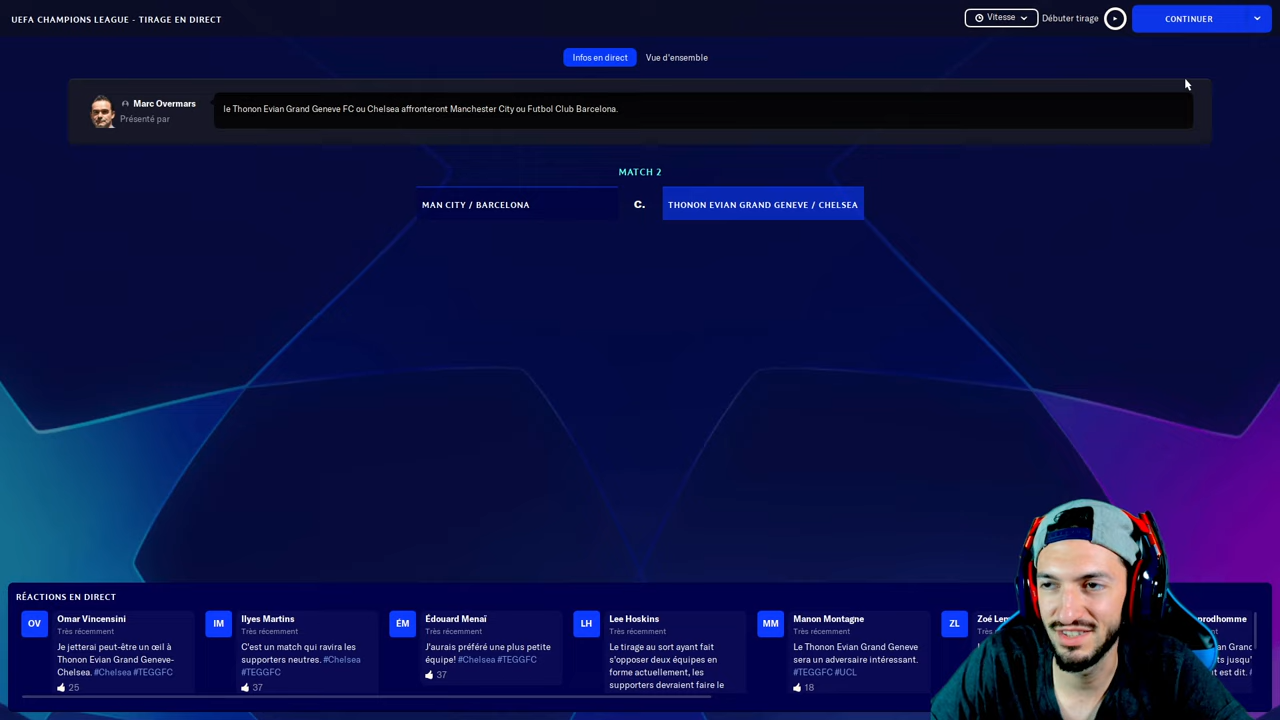 UEFA CHAMPIONS LEAGUE - TIRAGE EN DIRECT
Vitesse
Débuter tirage
CONTINUER
Infos en direct
Vue d'ensemble
Marc Overmars
Présenté par
le Thonon Evian Grand Geneve FC ou Chelsea affronteront Manchester City ou Futbol Club Barcelona.
MATCH 2
MAN CITY / BARCELONA
C.
THONON EVIAN GRAND GENEVE / CHELSEA
RÉACTIONS EN DIRECT
OV
Omar Vincensini
Très récemment
Je jetterai peut-être un œil à
Thonon Evian Grand Geneve-
Chelsea. #Chelsea #TEGGFC
25
IM
Ilyes Martins
Très récemment
C'est un match qui ravira les
supporters neutres. #Chelsea
#TEGGFC
37
ÉM
Édouard Menaï
Très récemment
J'aurais préféré une plus petite
équipe! #Chelsea #TEGGFC
37
LH
Lee Hoskins
Très récemment
Le tirage au sort ayant fait
s'opposer deux équipes en
forme actuellement, les
supporters devraient faire le
MM
Manon Montagne
Très récemment
Le Thonon Evian Grand Geneve
sera un adversaire intéressant.
#TEGGFC #UCL
18
ZL
Zoé
Très